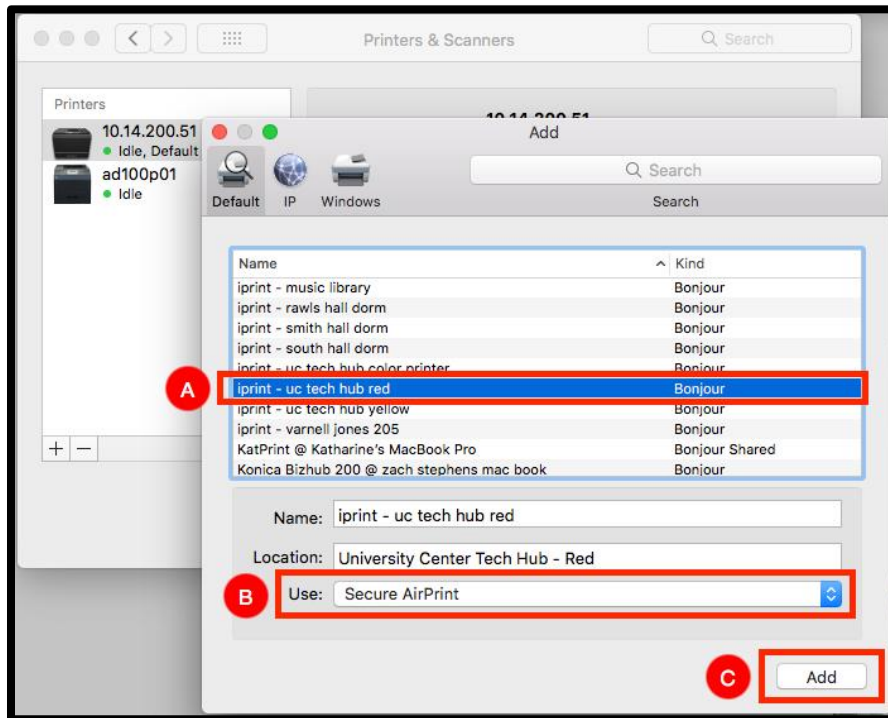 Printers & Scanners
Search
Printers
10.14.200.51
Idle, Default
ad100p01
Idle
10.14.200.51
Add
Default
IP
Windows
Search
Search
Name
Kind
iprint - music library Bonjour
iprint - rawls hall dorm Bonjour
iprint - smith hall dorm Bonjour
iprint - south hall dorm Bonjour
iprint - uc tech hub color printer Bonjour
A
iprint - uc tech hub red Bonjour
iprint - uc tech hub yellow Bonjour
iprint - varnell jones 205 Bonjour
KatPrint @ Katharine's MacBook Pro Bonjour Shared
Konica Bizhub 200 @ zach stephens mac book Bonjour
+ −
Name: iprint - uc tech hub red
Location: University Center Tech Hub - Red
B
Use: Secure AirPrint
C
Add